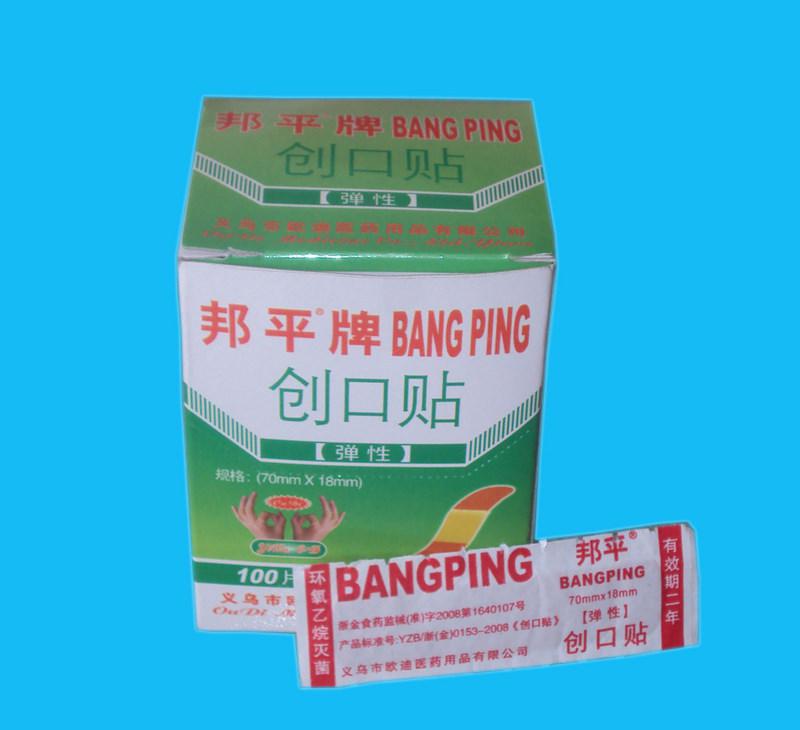 邦平®牌 BANG PING
创口贴
【弹性】
义乌市欧迪医药用品有限公司
邦平®牌 BANG PING
创口贴
【弹性】
规格：(70mm X 18mm)
100片
义乌市欧
OuDi
环氧乙烷灭菌
BANGPING
浙金食药监械(准)字2008第1640107号
产品标准号:YZB/浙(金)0153-2008《创口贴》
义乌市欧迪医药用品有限公司
邦平®
BANGPING
70mmx18mm
【弹性】
创口贴
有效期二年